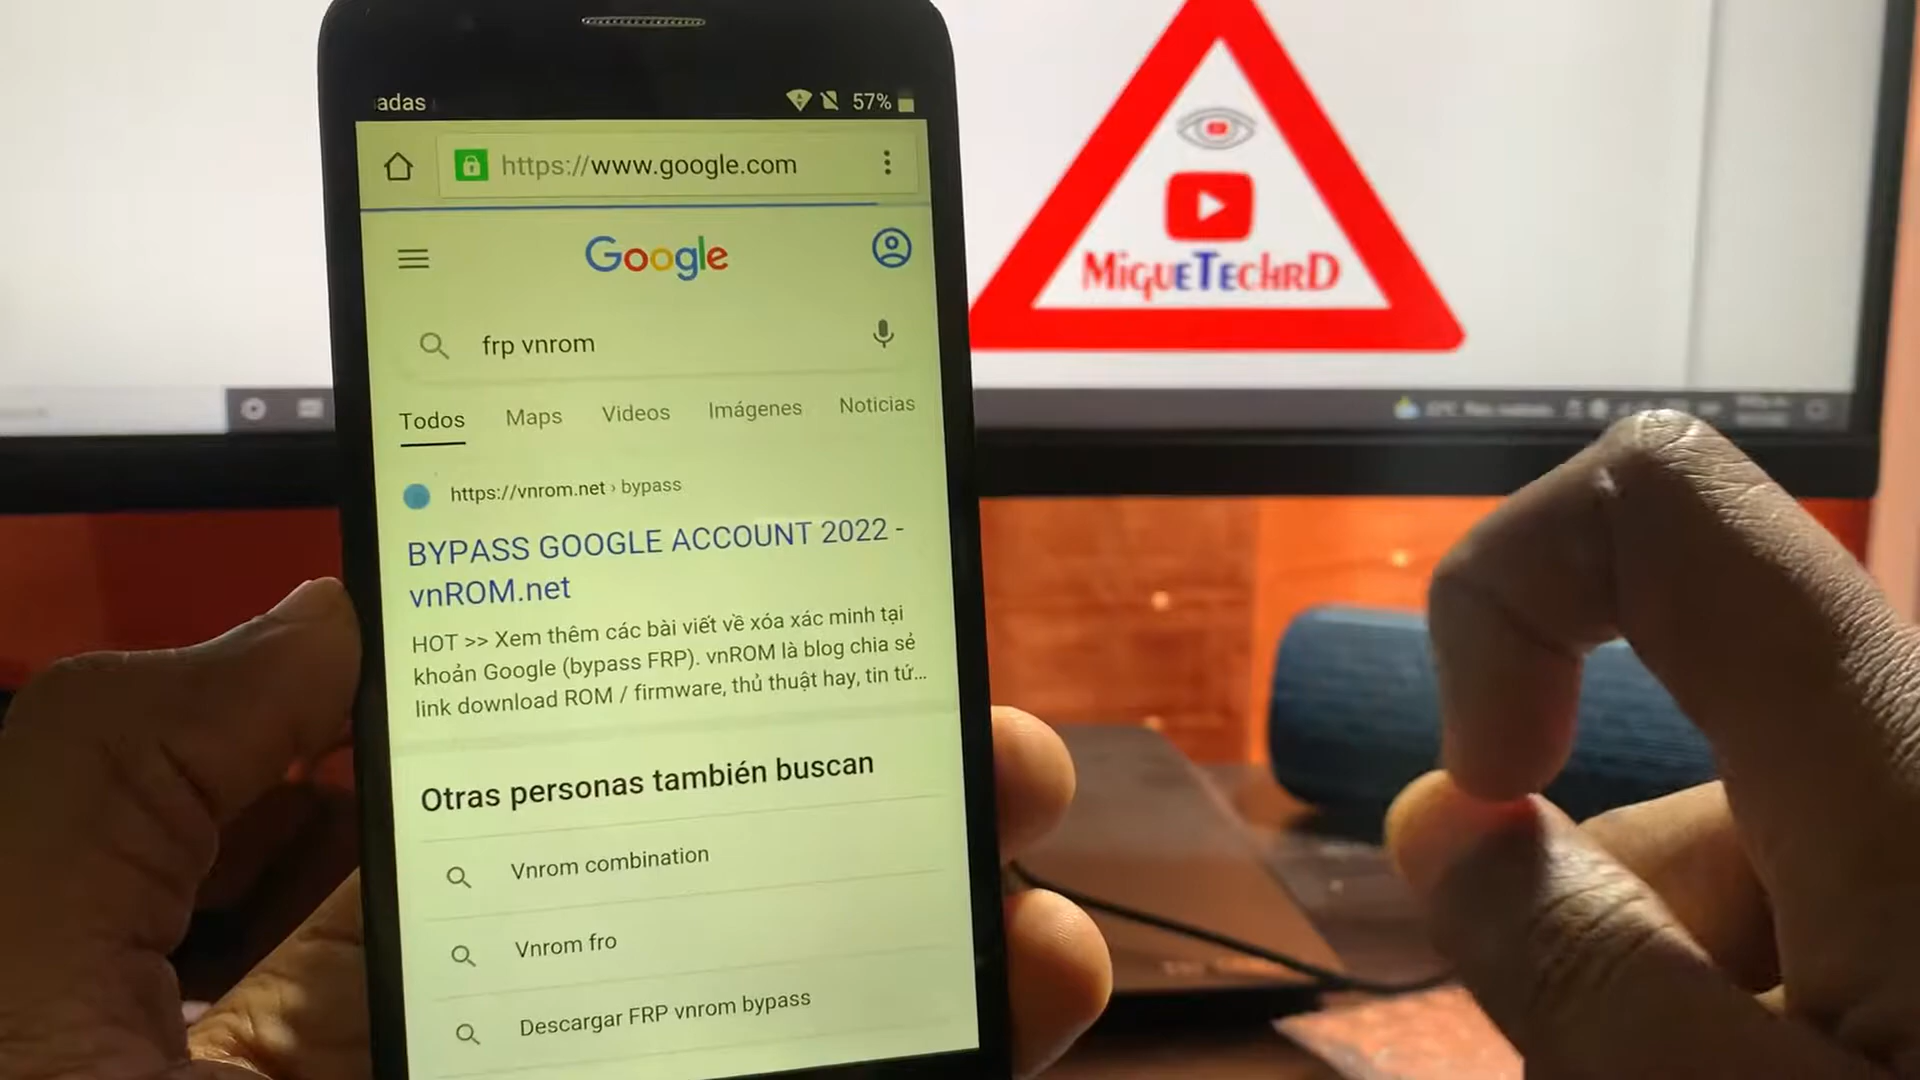 adas
57%
https://www.google.com
Google
frp vnrom
Todos Maps Videos Imágenes Noticias
https://vnrom.net › bypass
BYPASS GOOGLE ACCOUNT 2022 -
vnROM.net
HOT >> Xem thêm các bài viết về xóa xác minh tại
khoản Google (bypass FRP). vnROM là blog chia sẻ
link download ROM / firmware, thủ thuật hay, tin tứ...
Otras personas también buscan
Vnrom combination
Vnrom fro
Descargar FRP vnrom bypass
MiguETEchRD